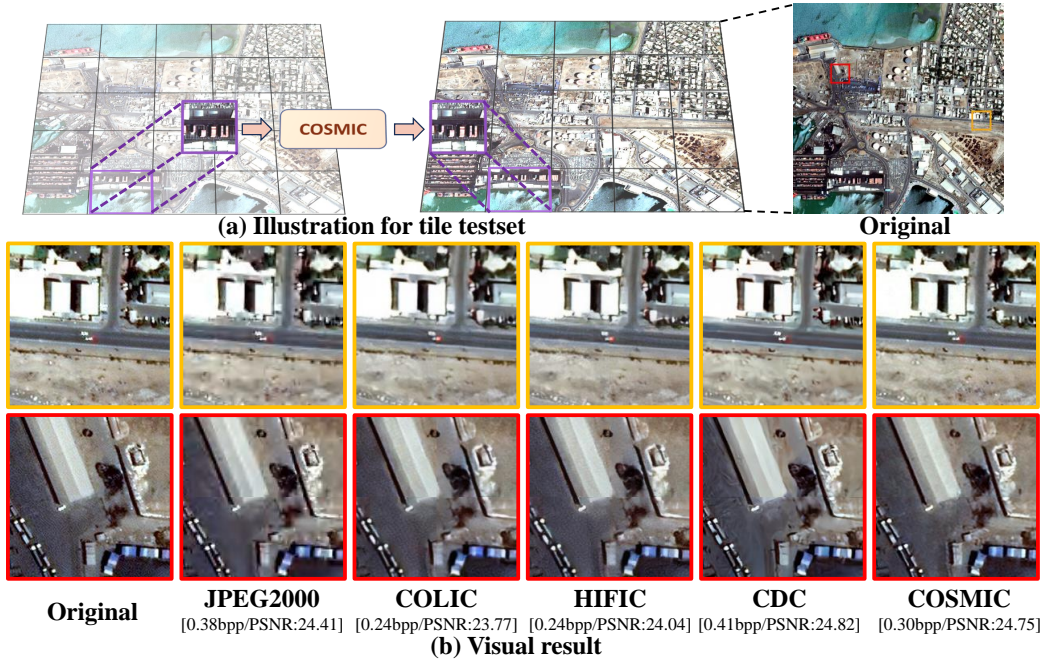 COSMIC
(a) Illustration for tile testset
Original
Original
JPEG2000
[0.38bpp/PSNR:24.41]
COLIC
[0.24bpp/PSNR:23.77]
HIFIC
[0.24bpp/PSNR:24.04]
CDC
[0.41bpp/PSNR:24.82]
COSMIC
[0.30bpp/PSNR:24.75]
(b) Visual result